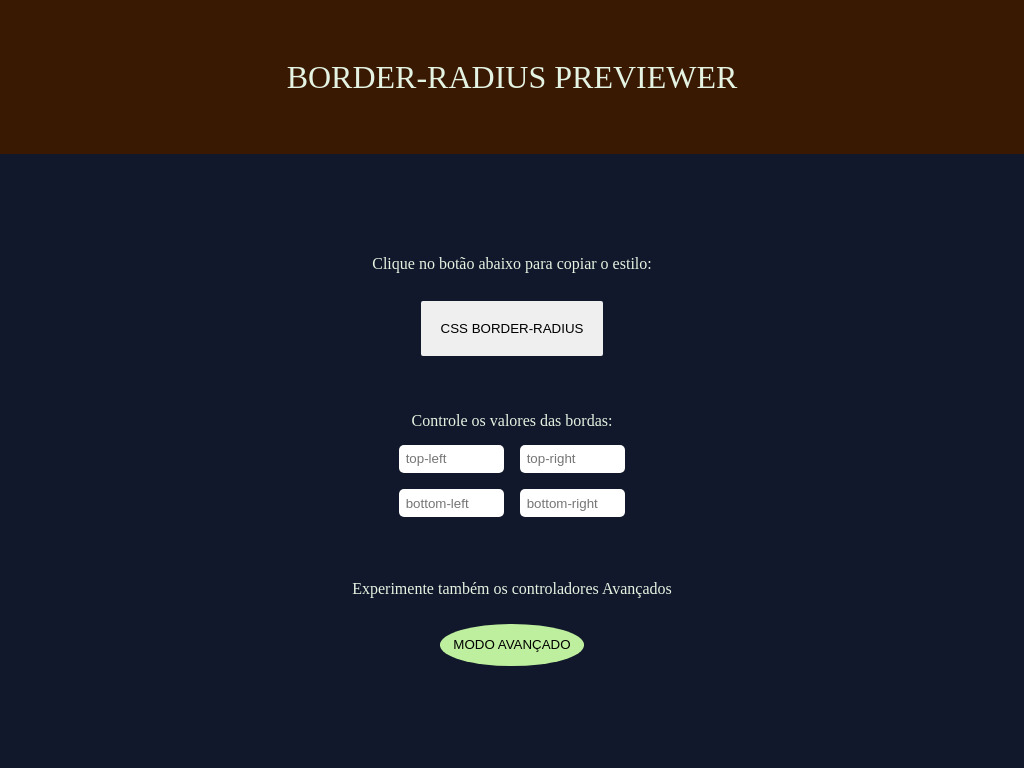 BORDER-RADIUS PREVIEWER
Clique no botão abaixo para copiar o estilo:
CSS BORDER-RADIUS
Controle os valores das bordas:
top-left top-right
bottom-left bottom-right
Experimente também os controladores Avançados
MODO AVANÇADO